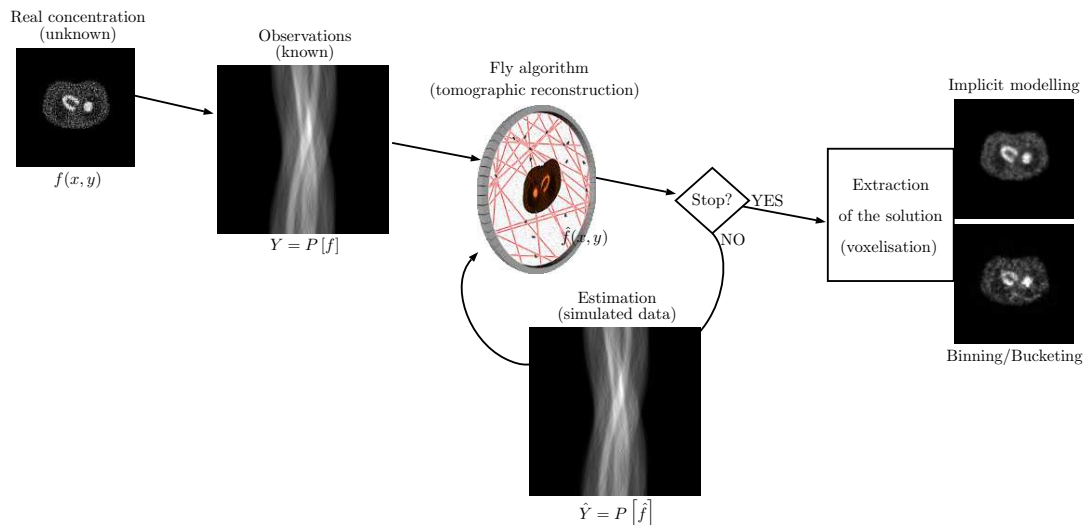 Real concentration
(unknown)
f(x, y)
Observations
(known)
Y = P [f]
Fly algorithm
(tomographic reconstruction)
f̂(x, y)
Stop?
YES
NO
Estimation
(simulated data)
Ŷ = P [f̂]
Extraction
of the solution
(voxelisation)
Implicit modelling
Binning/Bucketing